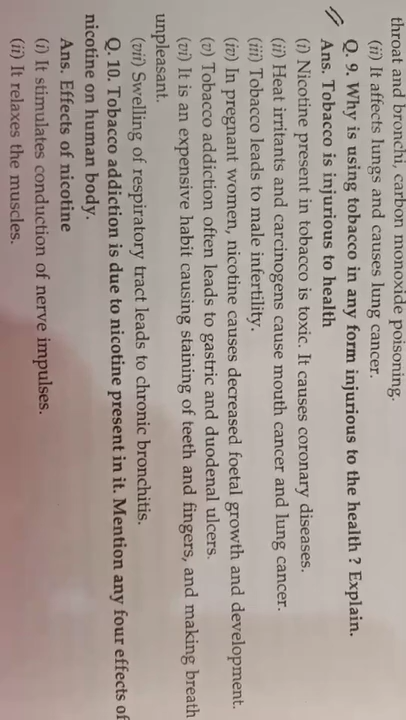 throat and bronchi, carbon monoxide poisoning.
(ii) It affects lungs and causes lung cancer.
Q. 9. Why is using tobacco in any form injurious to the health ? Explain.
Ans. Tobacco is injurious to health
(i) Nicotine present in tobacco is toxic. It causes coronary diseases.
(ii) Heat irritants and carcinogens cause mouth cancer and lung cancer.
(iii) Tobacco leads to male infertility.
(iv) In pregnant women, nicotine causes decreased foetal growth and development.
(v) Tobacco addiction often leads to gastric and duodenal ulcers.
(vi) It is an expensive habit causing staining of teeth and fingers, and making breath
unpleasant.
(vii) Swelling of respiratory tract leads to chronic bronchitis.
Q. 10. Tobacco addiction is due to nicotine present in it. Mention any four effects of
nicotine on human body.
Ans. Effects of nicotine
(i) It stimulates conduction of nerve impulses.
(ii) It relaxes the muscles.